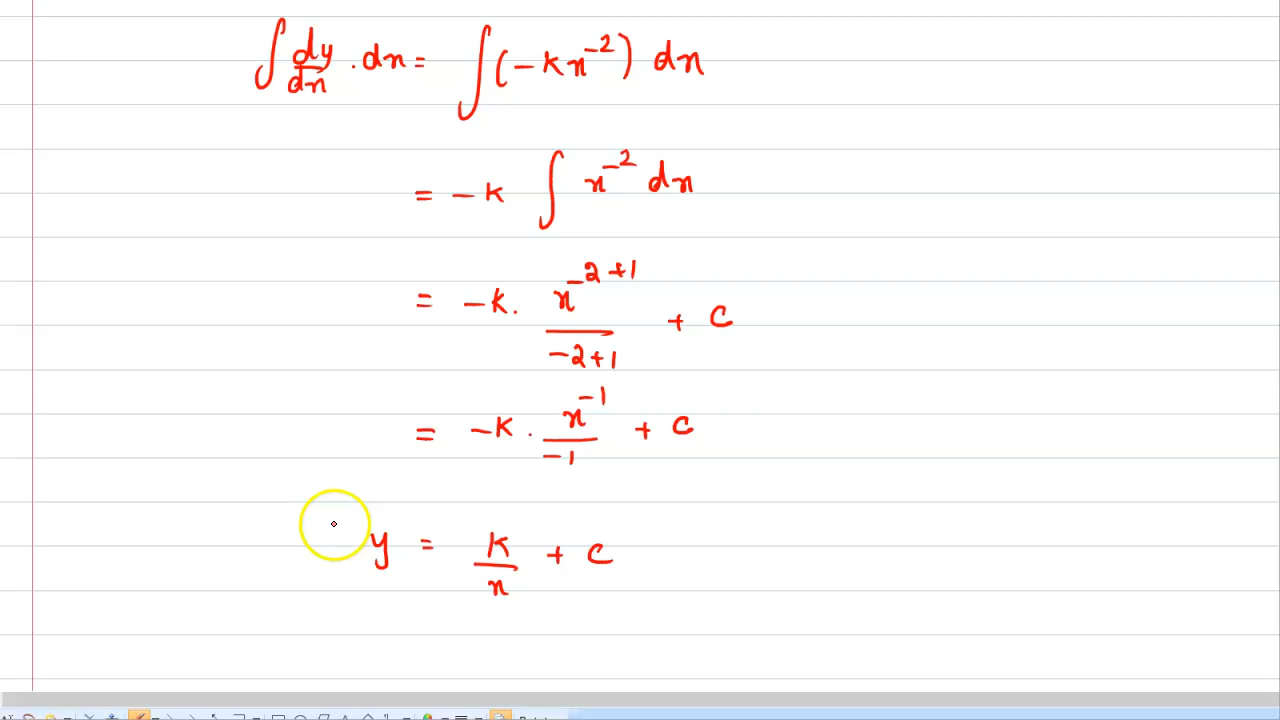 ∫ dy/dx . dx = ∫ (-kx⁻²) dx
= -k ∫ x⁻² dx
= -k. x⁻²⁺¹/-2+1 + c
= -k . x⁻¹/-1 + c
y = k/x + c